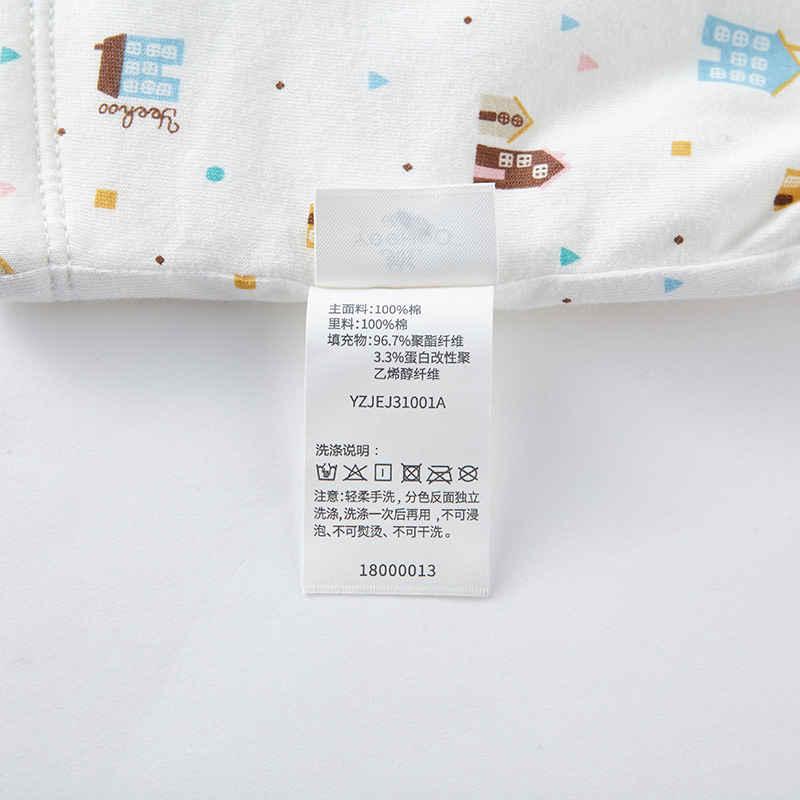 Yeehoo
主面料：100%棉
里料：100%棉
填充物：96.7%聚酯纤维
3.3%蛋白改性聚
乙烯醇纤维
YZJEJ31001A
洗涤说明：
注意：轻柔手洗，分色反面独立
洗涤，洗涤一次后再用，不可浸
泡、不可熨烫、不可干洗。
18000013